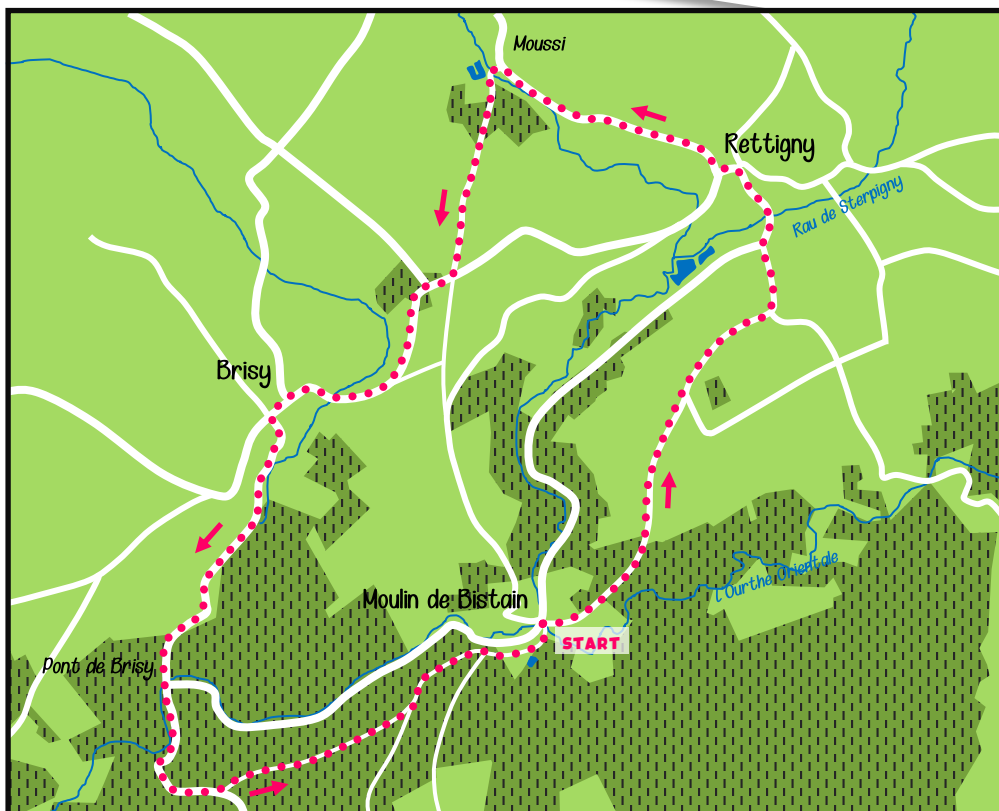 Moussi
Rettigny
Rau de Sterpigny
Brisy
L'Ourthe Orientale
Moulin de Bistain
START
Pont de Brisy